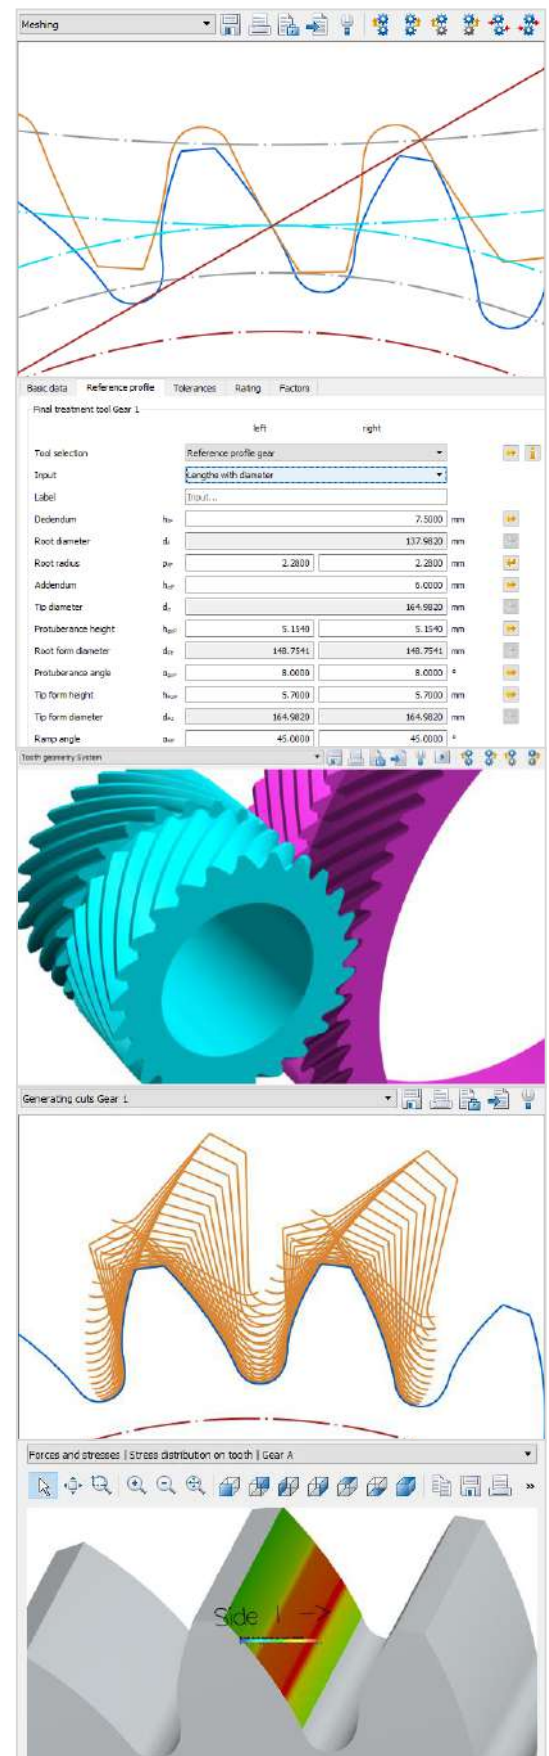 Meshing
Basic data Reference profile Tolerances Rating Factors
Final treatment tool Gear 1
left right
Tool selection Reference profile gear
Input Lengths with diameter
Label Input...
Dedendum 7.5000 mm
Root diameter 137.9820 mm
Root radius 2.2800 2.2800 mm
Addendum 6.0000 mm
Tip diameter 164.9820 mm
Protuberance height 5.1540 5.1540 mm
Root form diameter 148.7541 148.7541 mm
Protuberance angle 8.0000 8.0000 °
Tip form height 5.7000 5.7000 mm
Tip form diameter 164.9820 164.9820 mm
Ramp angle 45.0000 45.0000 °
Tooth geometry System
Generating cuts Gear 1
Forces and stresses | Stress distribution on tooth | Gear A
»
Side 1 ->